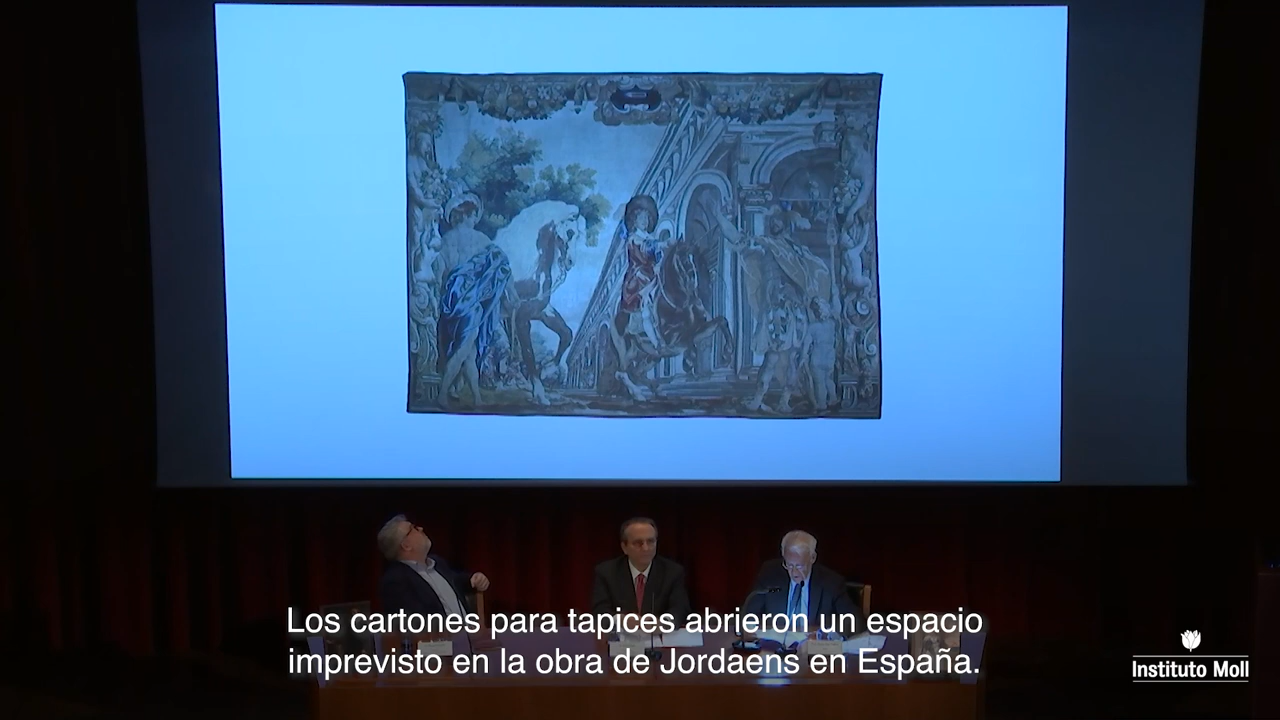 Los cartones para tapices abrieron un espacio
imprevisto en la obra de Jordaens en España.
Instituto Moll